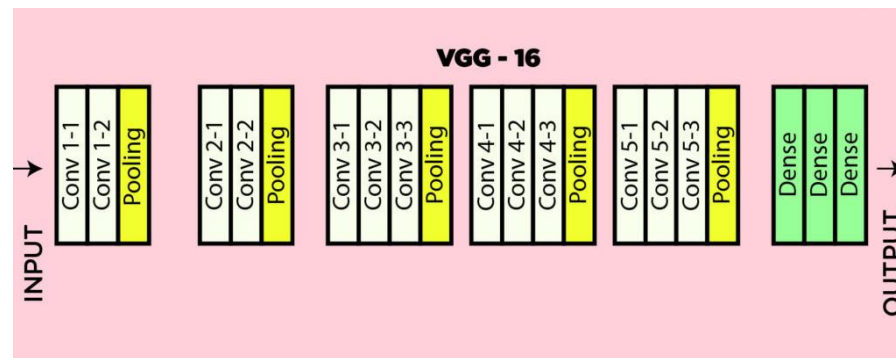 VGG - 16
INPUT
Conv 1-1
Conv 1-2
Pooling
Conv 2-1
Conv 2-2
Pooling
Conv 3-1
Conv 3-2
Conv 3-3
Pooling
Conv 4-1
Conv 4-2
Conv 4-3
Pooling
Conv 5-1
Conv 5-2
Conv 5-3
Pooling
Dense
Dense
Dense
OUTPUT